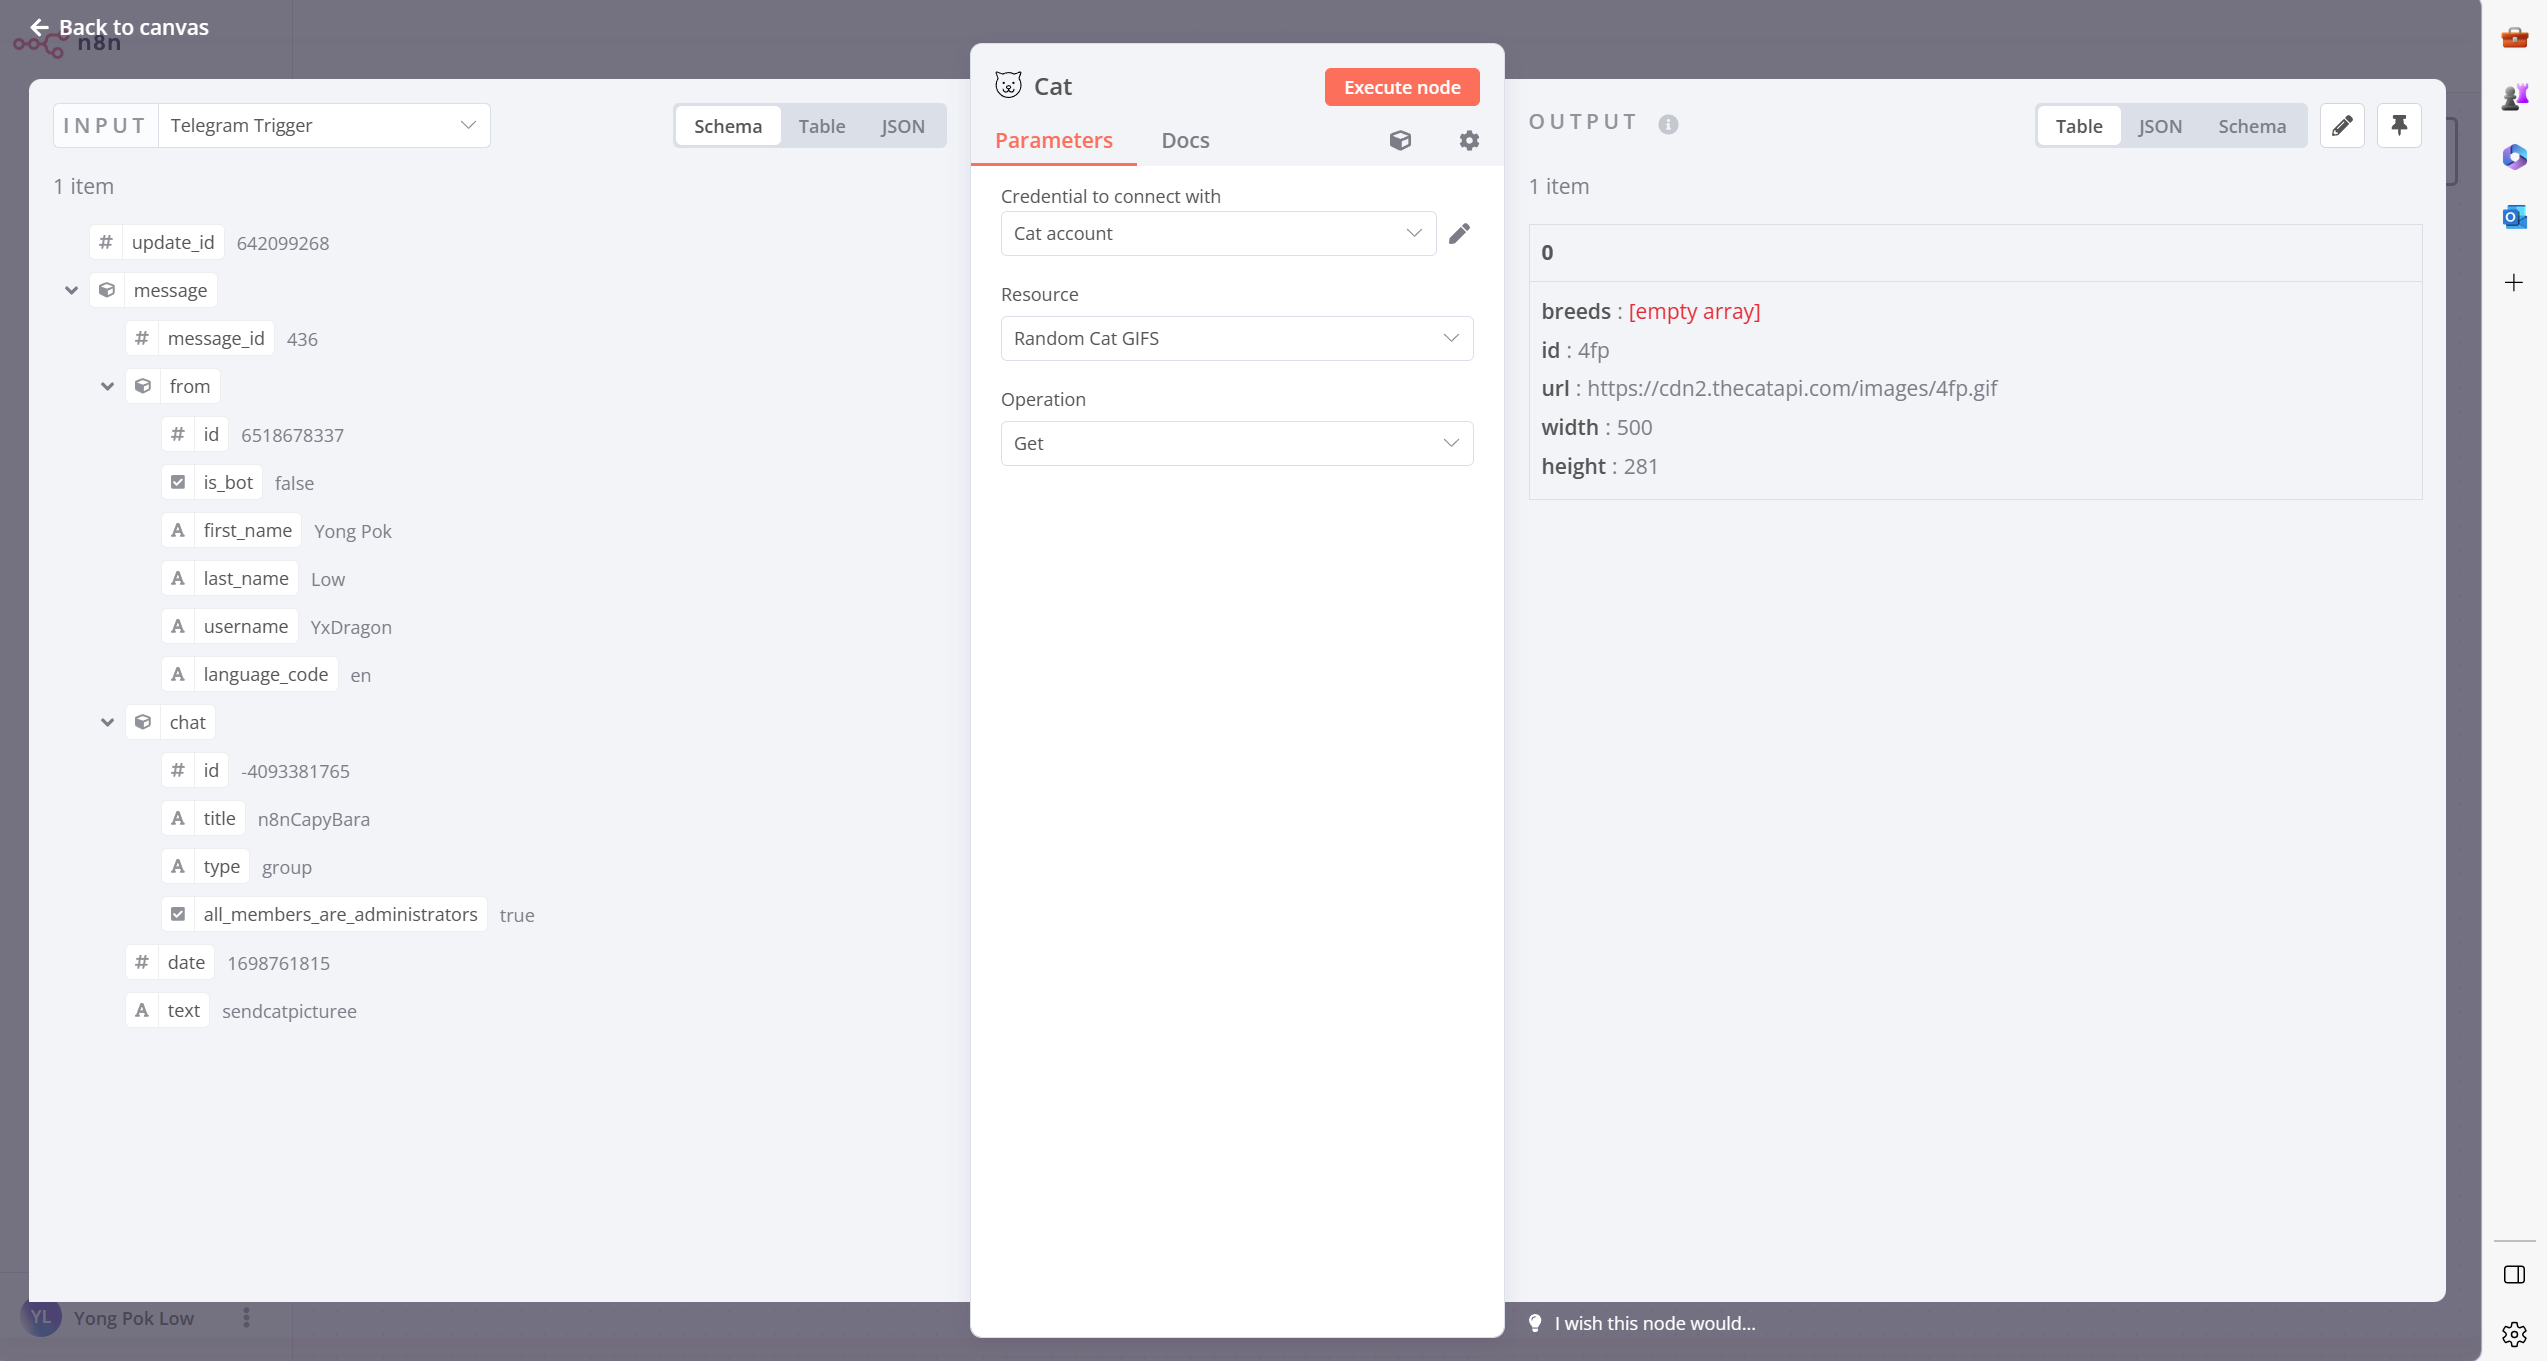 Back to canvas
n8n
INPUT Telegram Trigger
Schema Table JSON
1 item
# update_id 642099268
message
# message_id 436
from
# id 6518678337
is_bot false
A first_name Yong Pok
A last_name Low
A username YxDragon
A language_code en
chat
# id -4093381765
A title n8nCapyBara
A type group
all_members_are_administrators true
# date 1698761815
A text sendcatpicturee
YL Yong Pok Low
Cat
Execute node
Parameters Docs
Credential to connect with
Cat account
Resource
Random Cat GIFS
Operation
Get
OUTPUT
Table JSON Schema
1 item
0
breeds : [empty array]
id : 4fp
url : https://cdn2.thecatapi.com/images/4fp.gif
width : 500
height : 281
I wish this node would...